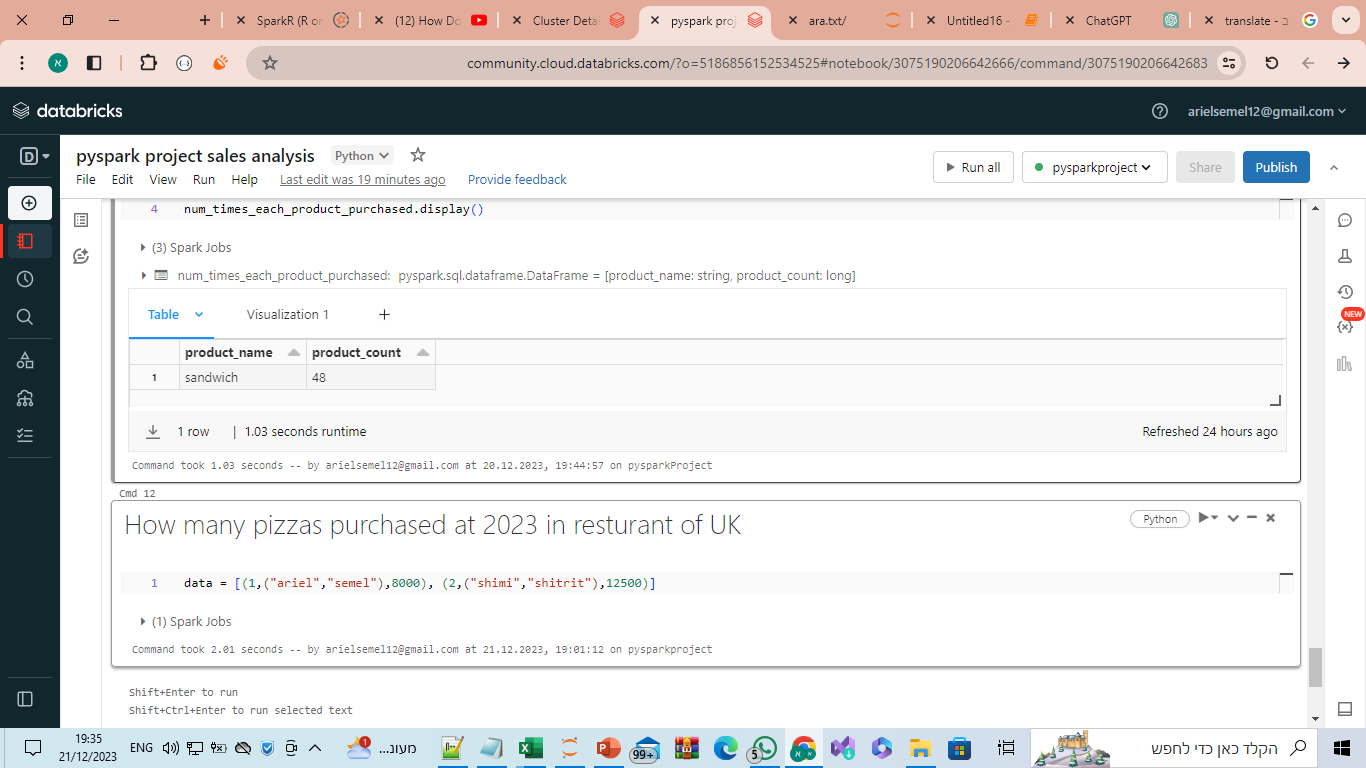 SparkR (R on
(12) How Do
Cluster Detai
pyspark proj
ara.txt/
Untitled16 -
ChatGPT
translate - כ
א
community.cloud.databricks.com/?o=5186856152534525#notebook/3075190206642666/command/3075190206642683
databricks
arielsemel12@gmail.com
D
pyspark project sales analysis
Python
File Edit View Run Help Last edit was 19 minutes ago Provide feedback
Run all
pysparkproject
Share
Publish
4 num_times_each_product_purchased.display()
(3) Spark Jobs
num_times_each_product_purchased: pyspark.sql.dataframe.DataFrame = [product_name: string, product_count: long]
NEW
Table Visualization 1 +
product_name product_count
1 sandwich 48
1 row | 1.03 seconds runtime Refreshed 24 hours ago
Command took 1.03 seconds -- by arielsemel12@gmail.com at 20.12.2023, 19:44:57 on pysparkProject
Cmd 12
How many pizzas purchased at 2023 in resturant of UK
Python
1 data = [(1,("ariel","semel"),8000), (2,("shimi","shitrit"),12500)]
(1) Spark Jobs
Command took 2.01 seconds -- by arielsemel12@gmail.com at 21.12.2023, 19:01:12 on pysparkproject
Shift+Enter to run
Shift+Ctrl+Enter to run selected text
19:35
21/12/2023
ENG
1
מעונ...
99+
5
הקלד כאן כדי לחפש